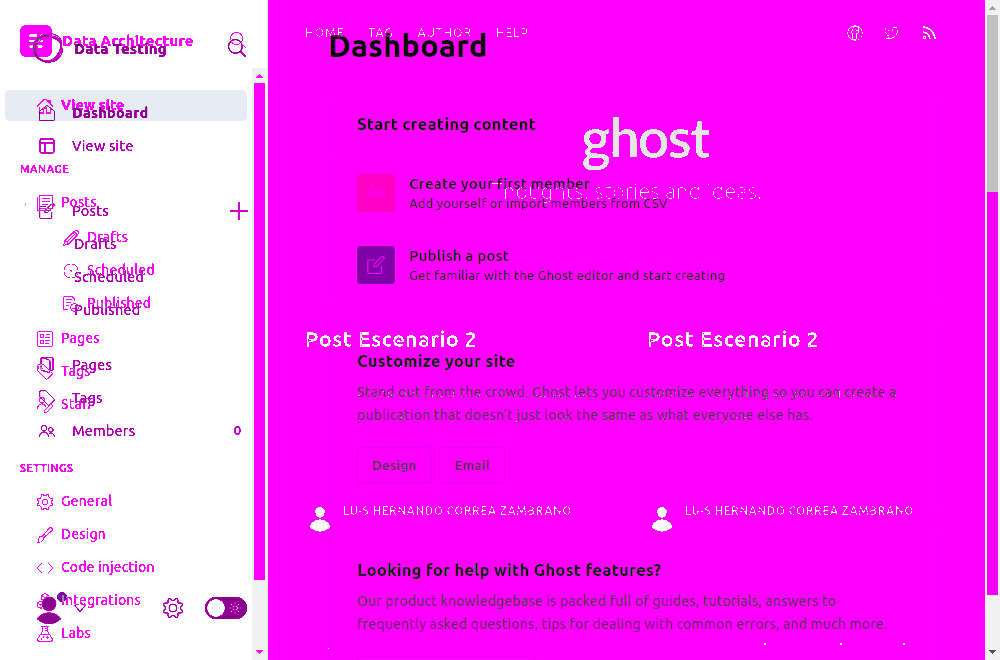 Data Architecture
Data Testing
View site
Dashboard
View site
MANAGE
Posts
Posts
Drafts
Drafts
Scheduled
Scheduled
Published
Published
Pages
Pages
Tags
Tags
Staff
Members 0
SETTINGS
General
Design
Code injection
Integrations
Labs
HOME TAG AUTHOR HELP
Dashboard
Start creating content
ghost
Thoughts, stories and ideas.
Create your first member
Add yourself or import members from CSV
Publish a post
Get familiar with the Ghost editor and start creating
Post Escenario 2 Post Escenario 2
Customize your site
Stand out from the crowd. Ghost lets you customize everything so you can create a
publication that doesn't just look the same as what everyone else has.
Design Email
LUIS HERNANDO CORREA ZAMBRANO LUIS HERNANDO CORREA ZAMBRANO
Looking for help with Ghost features?
Our product knowledgebase is packed full of guides, tutorials, answers to
frequently asked questions, tips for dealing with common errors, and much more.